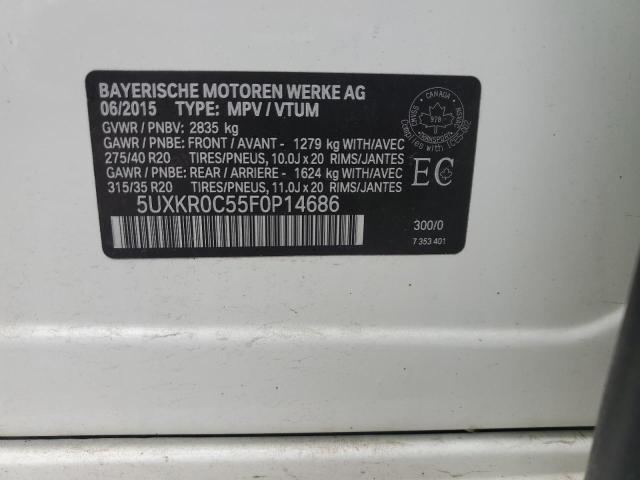 BAYERISCHE MOTOREN WERKE AG
06/2015 TYPE: MPV / VTUM
GVWR / PNBV: 2835 kg
GAWR / PNBE: FRONT / AVANT - 1279 kg WITH/AVEC
275/40 R20 TIRES/PNEUS, 10.0J x 20 RIMS/JANTES
GAWR / PNBE: REAR / ARRIERE - 1624 kg WITH/AVEC
315/35 R20 TIRES/PNEUS, 11.0J x 20 RIMS/JANTES
5UXKR0C55F0P14686
CANADA
978
TRANSPORT
EC
300/0
7 353 401